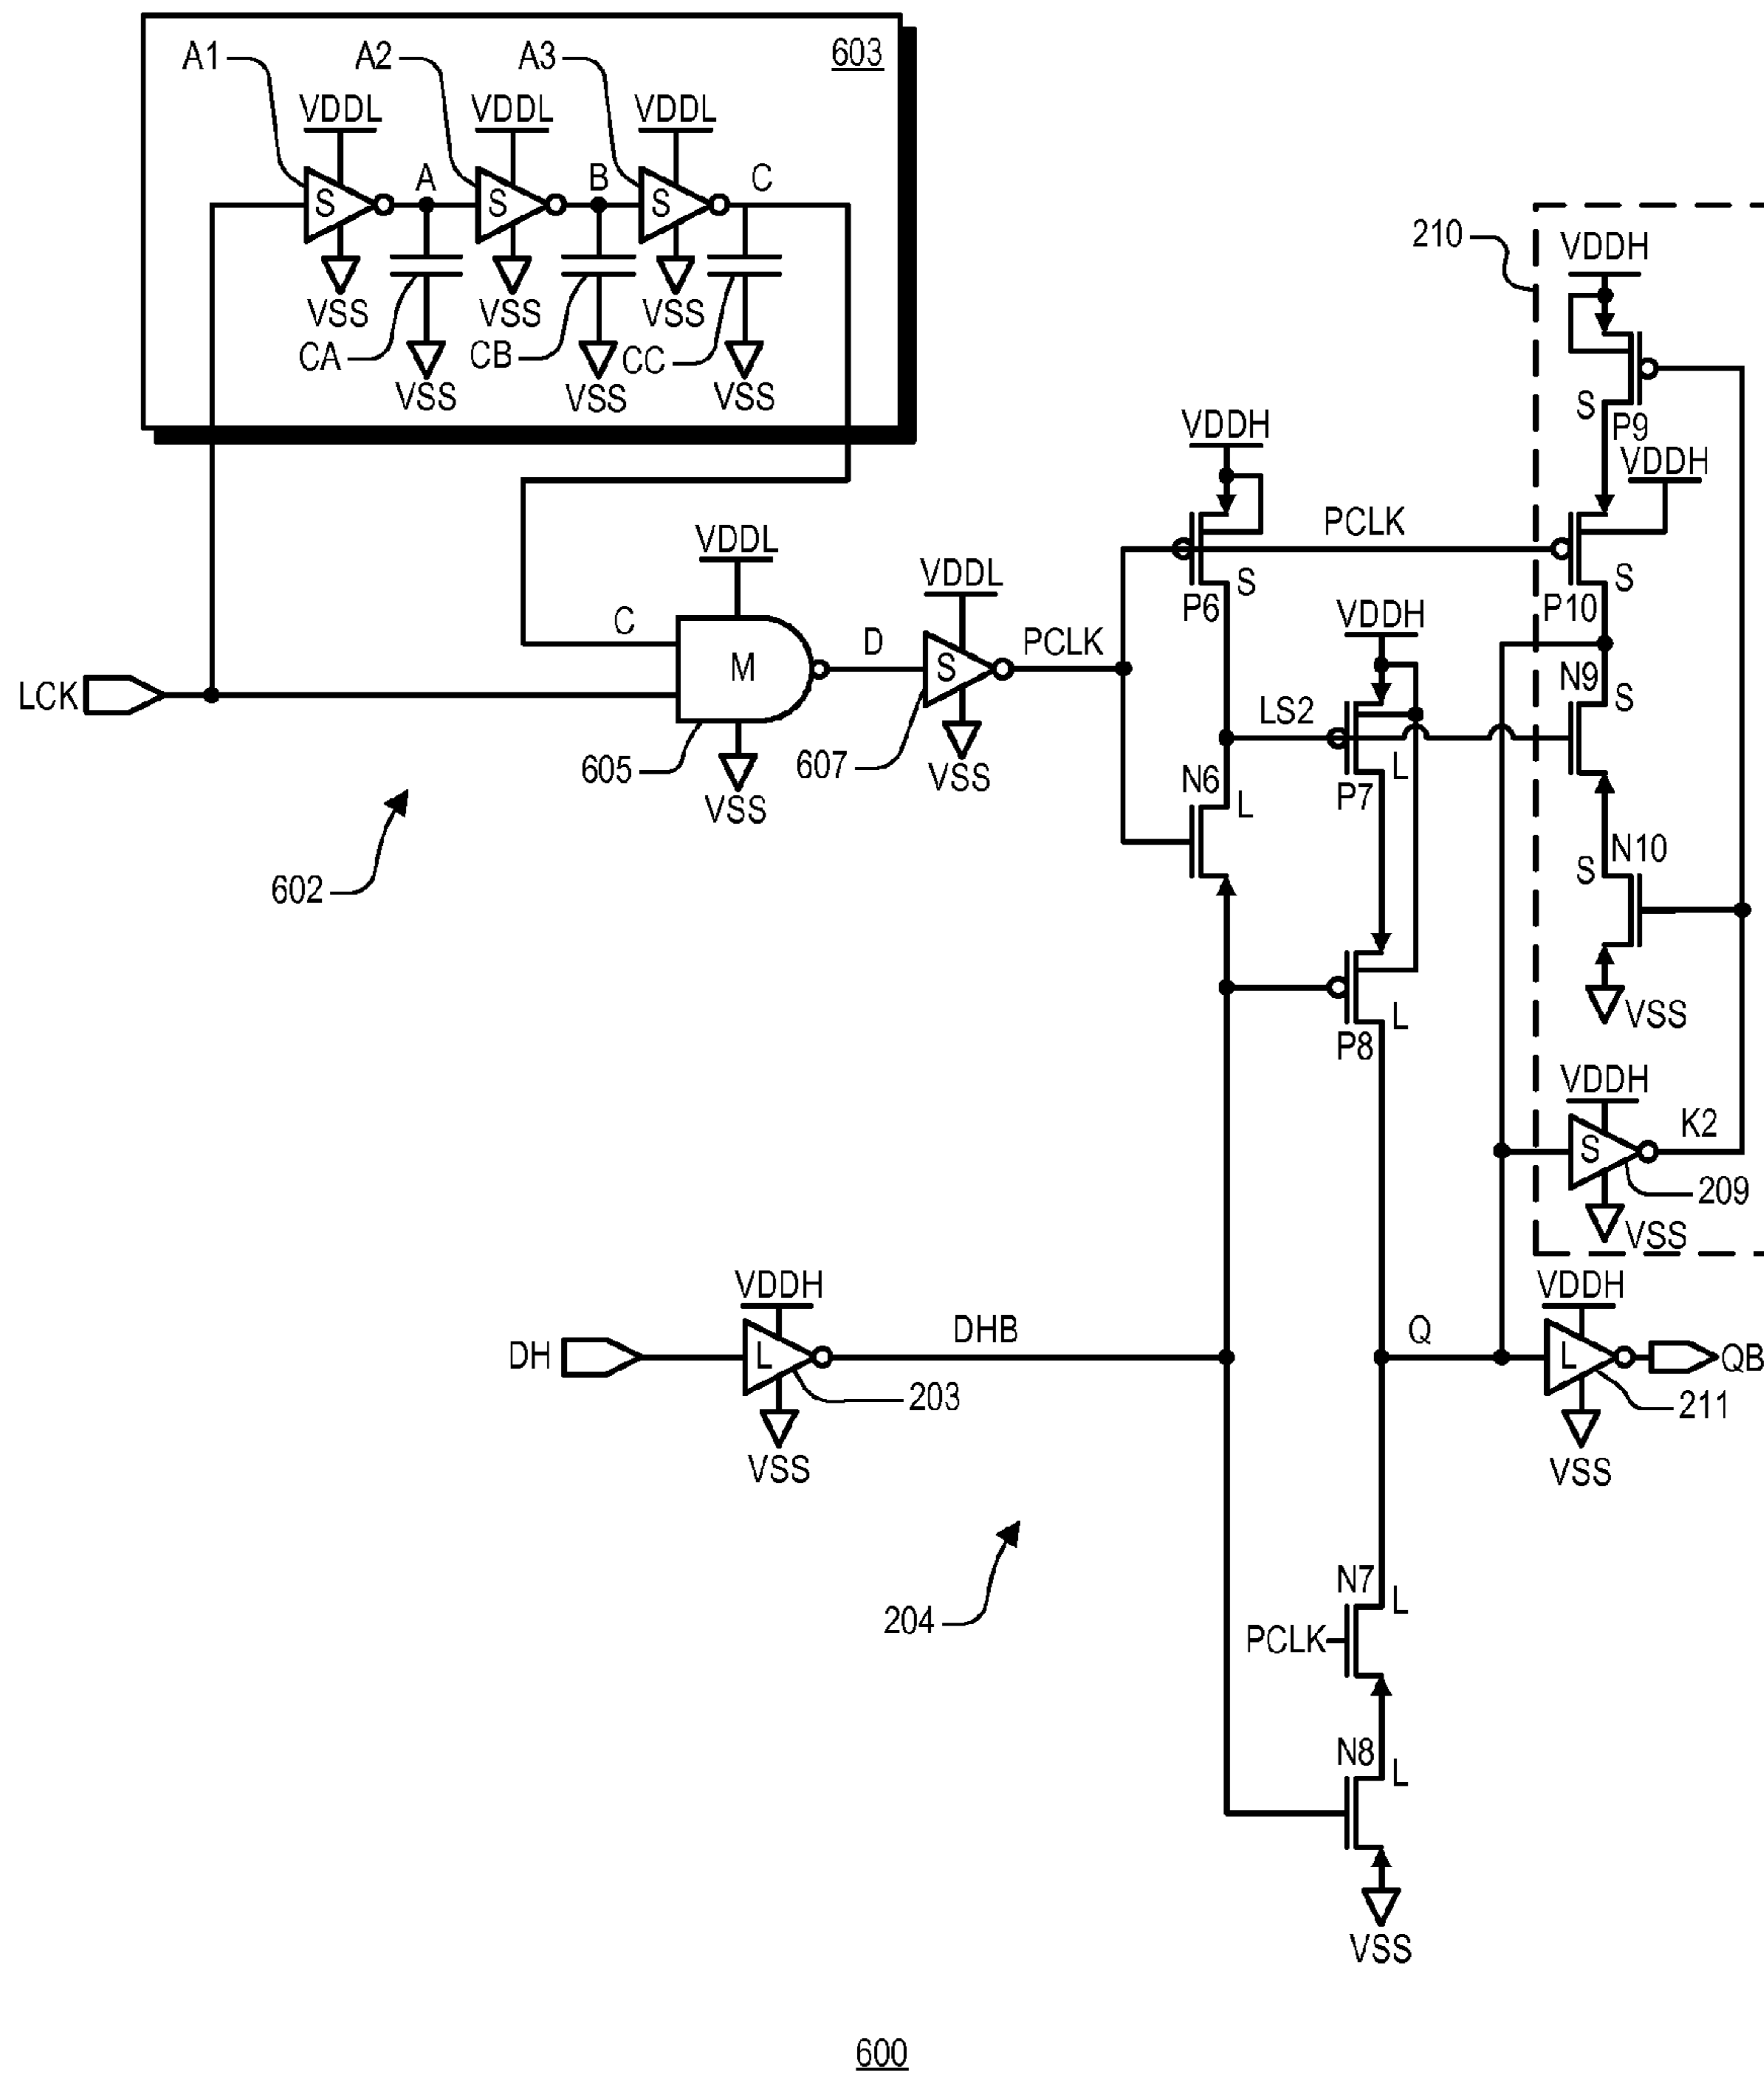 603
A1
A2
A3
VDDL
VDDL
VDDL
S
A
S
B
S
C
VSS
VSS
VSS
CA
CB
CC
VSS
VSS
VSS
210
VDDH
S
P9
VDDH
VDDH
PCLK
P6
S
P10
S
VDDL
VDDL
C
M
D
S
PCLK
LCK
605
VSS
607
VSS
602
VDDH
LS2
P7
L
N6
L
N9
S
N10
S
VSS
P8
L
VDDH
S
K2
209
VSS
VDDH
DH
L
203
VSS
DHB
Q
VDDH
L
QB
211
VSS
204
N7
L
PCLK
N8
L
VSS
600